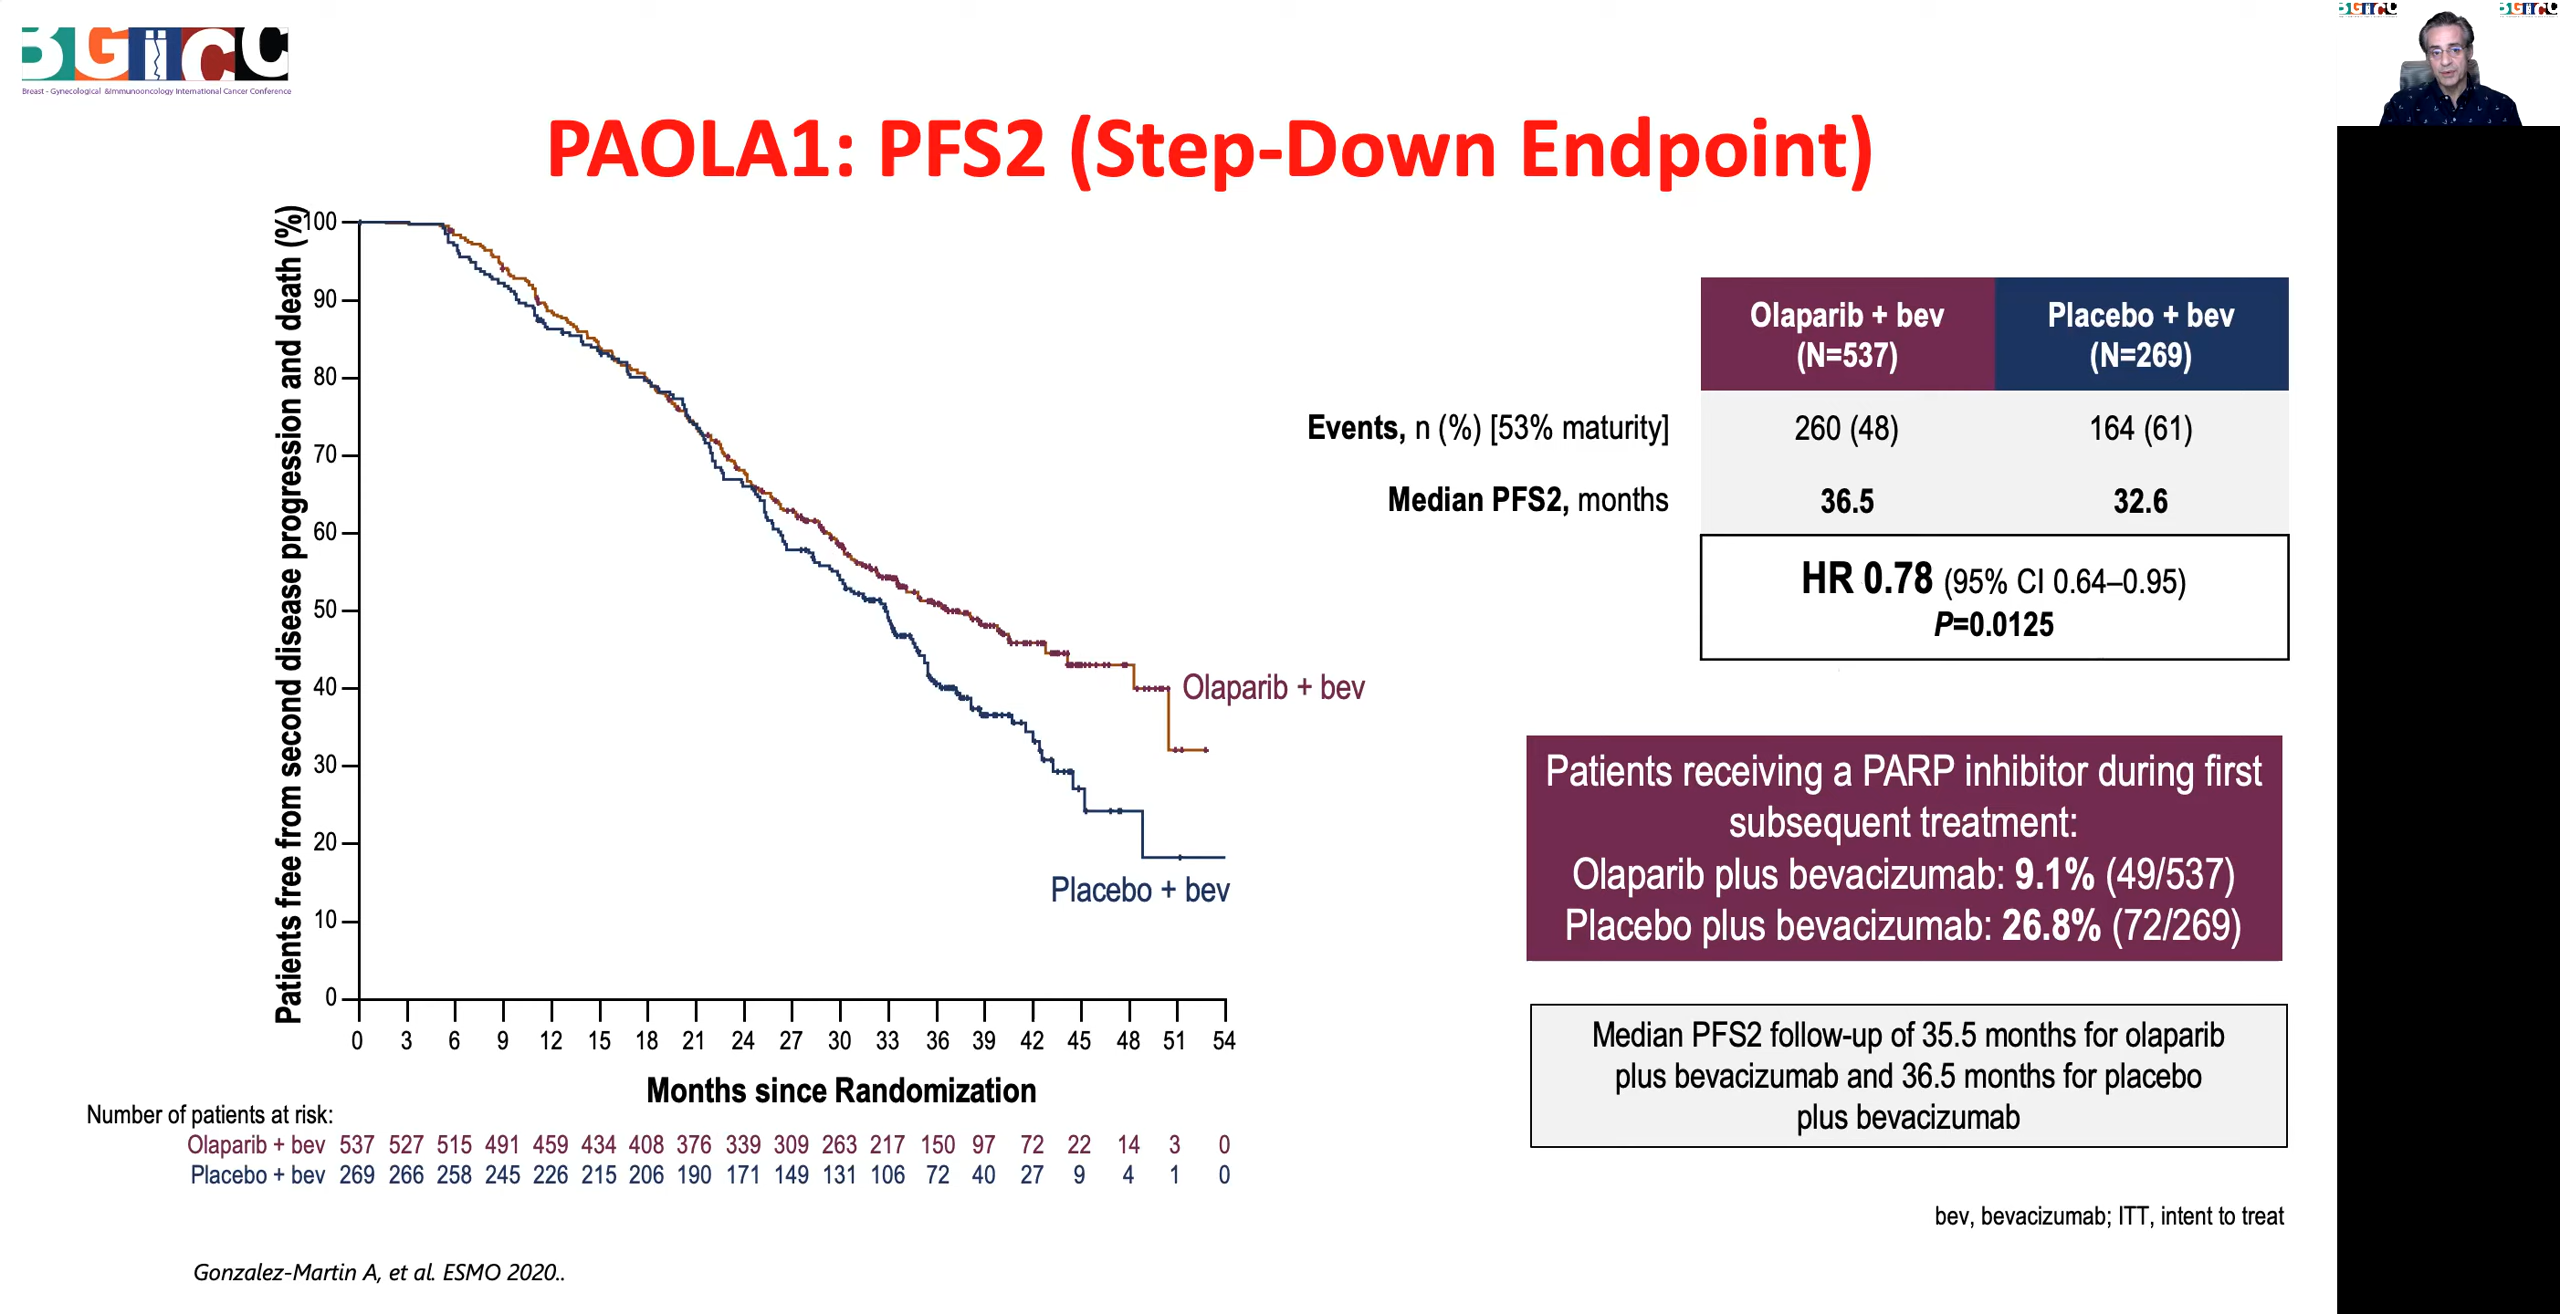 BGIICC
Breast - Gynecological &Immunooncology International Cancer Conference
BGIICC
BGIICC
PAOLA1: PFS2 (Step-Down Endpoint)
Patients free from second disease progression and death (%)
100
90
80
70
60
50
40
30
20
10
0
Olaparib + bev
Placebo + bev
0 3 6 9 12 15 18 21 24 27 30 33 36 39 42 45 48 51 54
Months since Randomization
Number of patients at risk:
Olaparib + bev 537 527 515 491 459 434 408 376 339 309 263 217 150 97 72 22 14 3 0
Placebo + bev 269 266 258 245 226 215 206 190 171 149 131 106 72 40 27 9 4 1 0
Olaparib + bev Placebo + bev
(N=537) (N=269)
Events, n (%) [53% maturity] 260 (48) 164 (61)
Median PFS2, months 36.5 32.6
HR 0.78 (95% CI 0.64–0.95)
P=0.0125
Patients receiving a PARP inhibitor during first
subsequent treatment:
Olaparib plus bevacizumab: 9.1% (49/537)
Placebo plus bevacizumab: 26.8% (72/269)
Median PFS2 follow-up of 35.5 months for olaparib
plus bevacizumab and 36.5 months for placebo
plus bevacizumab
bev, bevacizumab; ITT, intent to treat
Gonzalez-Martin A, et al. ESMO 2020..